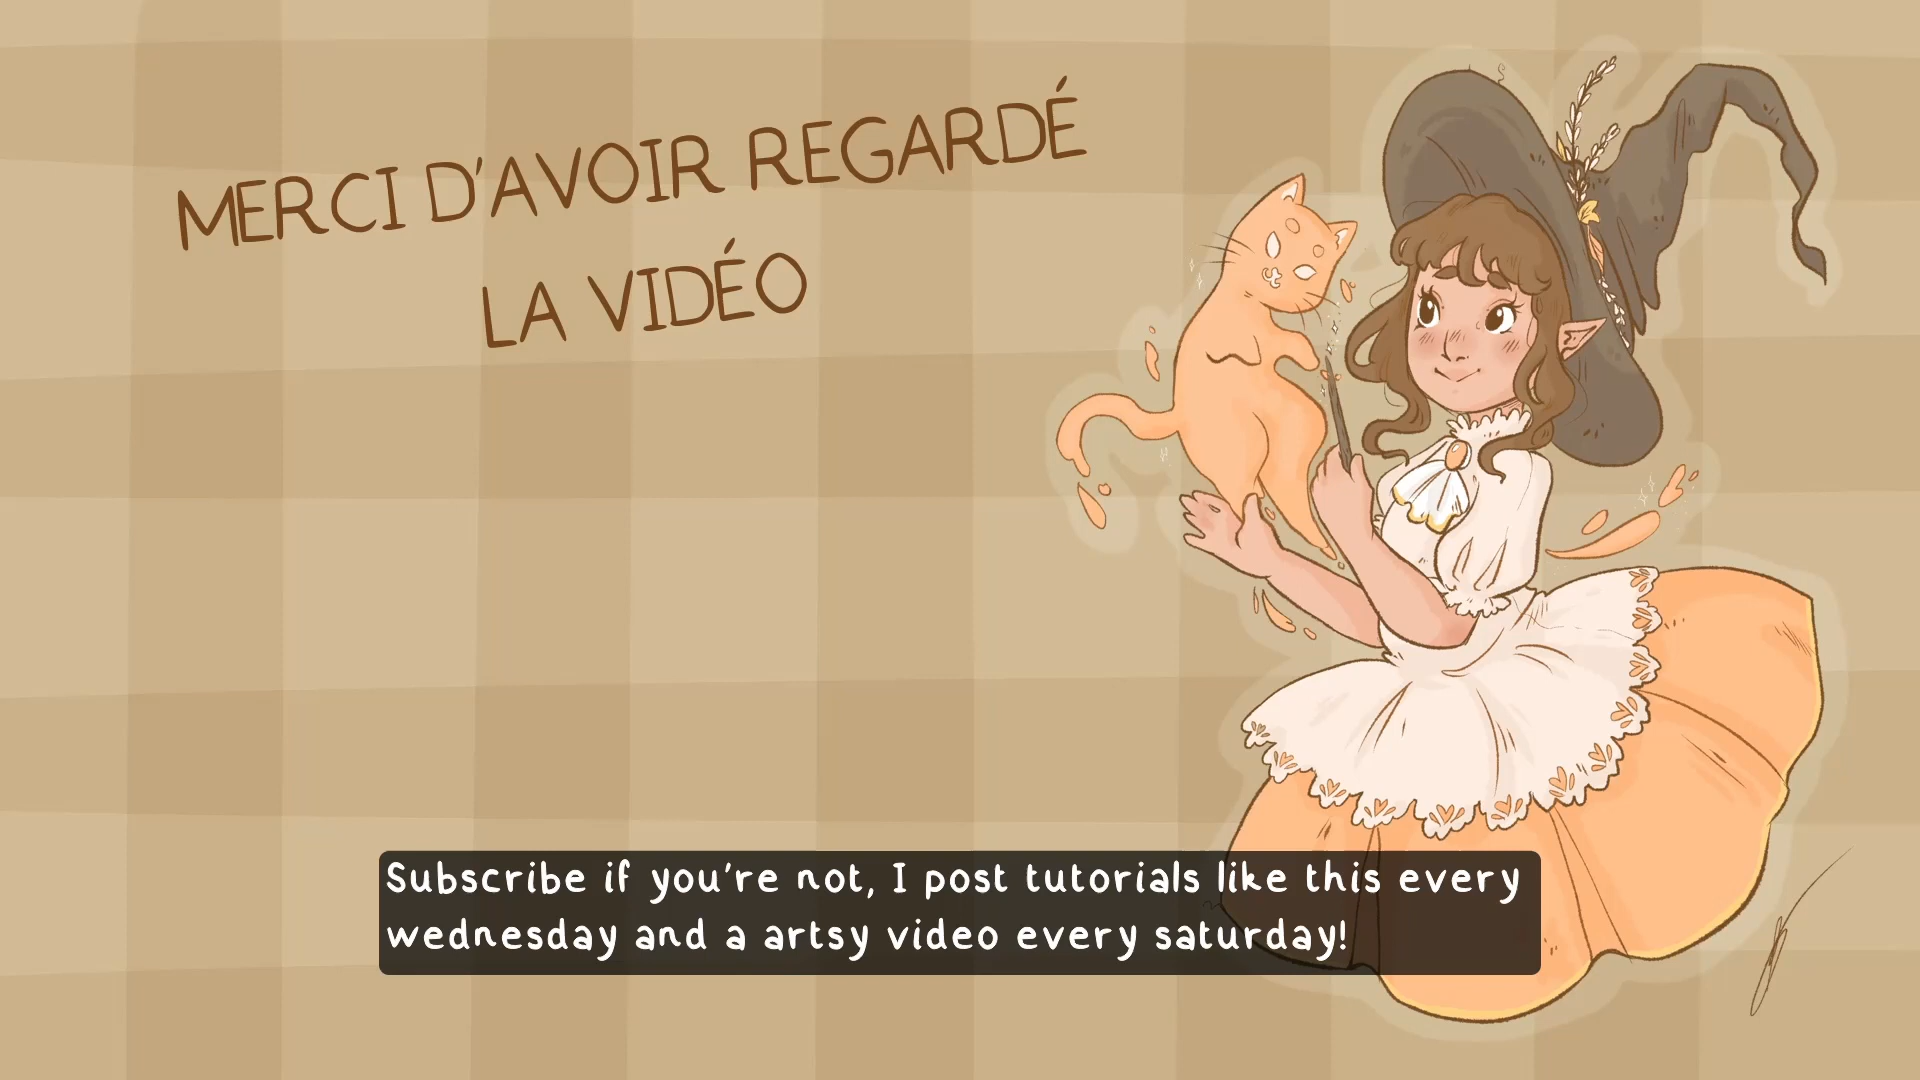 MERCI D'AVOIR REGARDÉ
LA VIDÉO
Subscribe if you're not, I post tutorials like this every
wednesday and a artsy video every saturday!